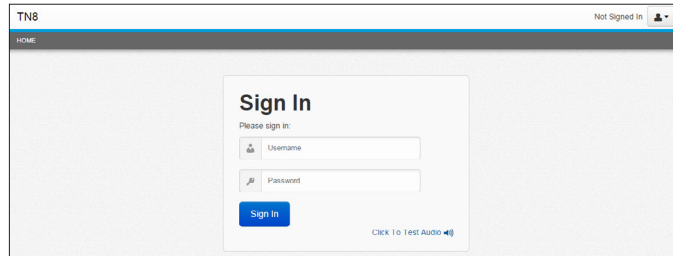 TN8
Not Signed In
HOME
Sign In
Please sign in:
Username
Password
Sign In
Click To Test Audio